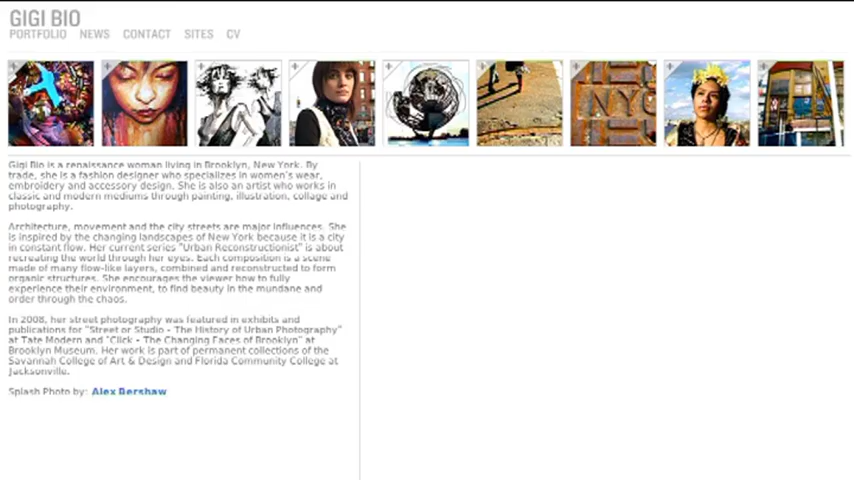 GIGI BIO
PORTFOLIO NEWS CONTACT SITES CV
NYC
Gigi Bio is a renaissance woman living in Brooklyn, New York. By
trade, she is a fashion designer who specializes in women's wear,
embroidery and accessory design. She is also an artist who works in
classic and modern mediums through painting, illustration, collage and
photography.
Architecture, movement and the city streets are major influences. She
is inspired by the changing landscapes of New York because it is a city
in constant flow. Her current series "Urban Reconstructionist" is about
recreating the world through her eyes. Each composition is a scene
made of many flow-like layers, combined and reconstructed to form
organic structures. She encourages the viewer how to fully
experience their environment, to find beauty in the mundane and
order through the chaos.
In 2008, her street photography was featured in exhibits and
publications for "Street or Studio - The History of Urban Photography"
at Tate Modern and "Click - The Changing Faces of Brooklyn" at
Brooklyn Museum. Her work is part of permanent collections of the
Savannah College of Art & Design and Florida Community College at
Jacksonville.
Splash Photo by: Alex Bershaw